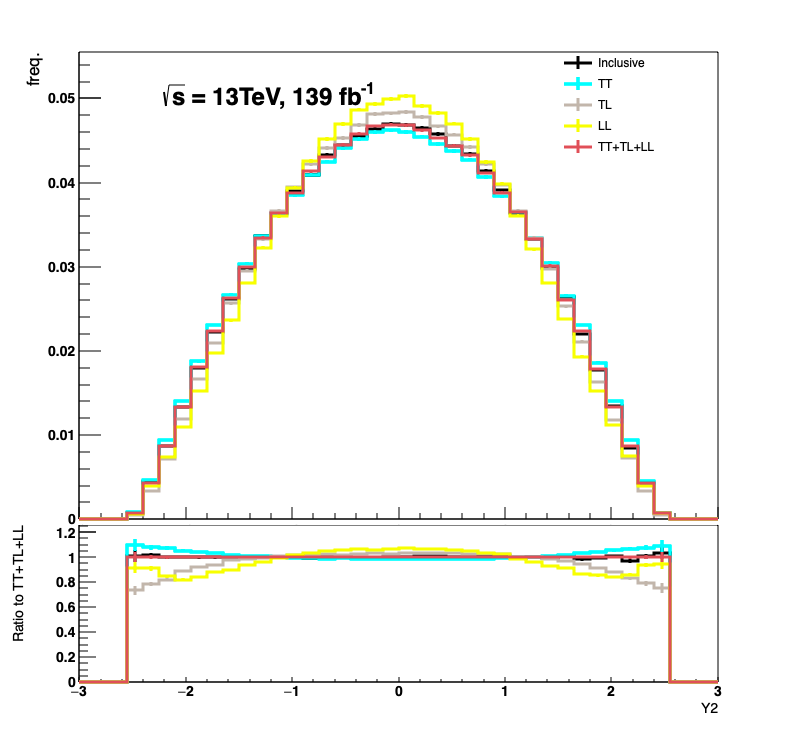 freq.
√s = 13TeV, 139 fb⁻¹
Inclusive
TT
TL
LL
TT+TL+LL
0.05
0.04
0.03
0.02
0.01
0
Ratio to TT+TL+LL
1.2
1
0.8
0.6
0.4
0.2
0
−3 −2 −1 0 1 2 3
Y2